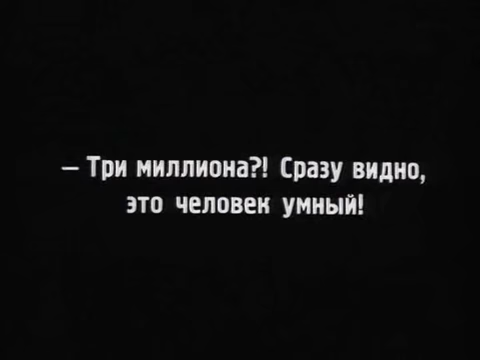 – Три миллиона?! Сразу видно,
это человек умный!